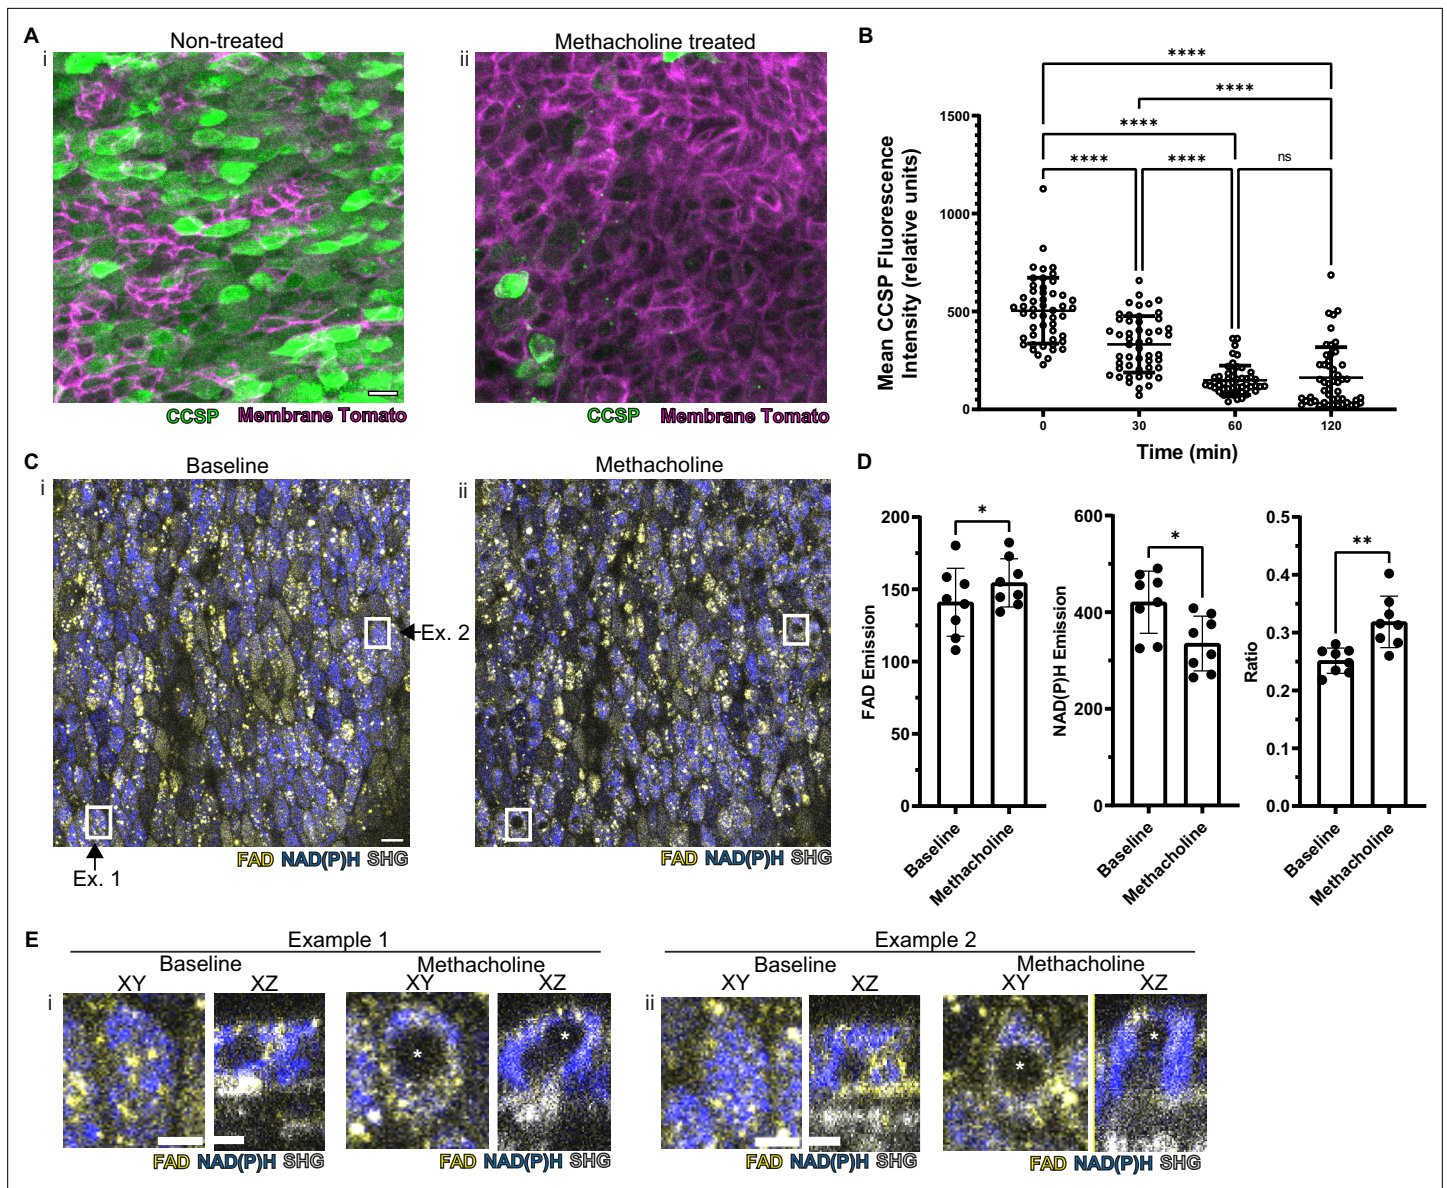 A
Non-treated
Methacholine treated
i
ii
CCSP Membrane Tomato
CCSP Membrane Tomato
B
****
****
****
****
****
ns
Mean CCSP Fluorescence
Intensity (relative units)
1500
1000
500
0
0 30 60 120
Time (min)
C
Baseline
Methacholine
i
ii
Ex. 2
Ex. 1
FAD NAD(P)H SHG
FAD NAD(P)H SHG
D
FAD Emission
200
150
100
50
0
*
Baseline
Methacholine
NAD(P)H Emission
600
400
200
0
*
Baseline
Methacholine
Ratio
0.5
0.4
0.3
0.2
0.1
0.0
**
Baseline
Methacholine
E
Example 1
Example 2
Baseline
Methacholine
Baseline
Methacholine
XY XZ XY XZ
XY XZ XY XZ
i
ii
* *
* *
FAD NAD(P)H SHG
FAD NAD(P)H SHG
FAD NAD(P)H SHG
FAD NAD(P)H SHG